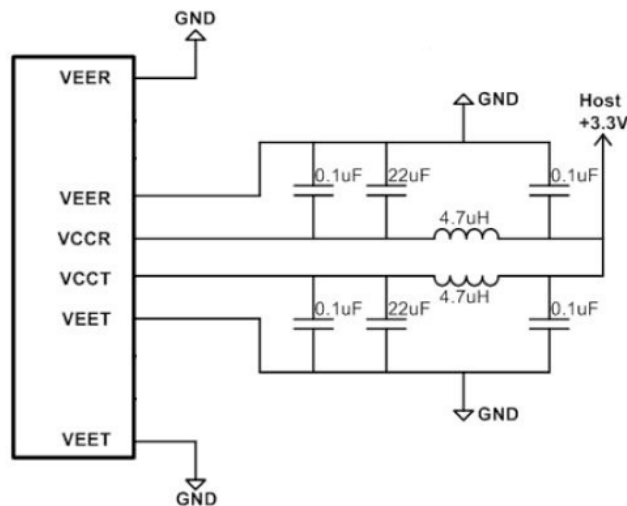 GND
VEER
GND
Host
+3.3V
VEER
0.1uF
22uF
0.1uF
4.7uH
VCCR
VCCT
4.7uH
VEET
0.1uF
22uF
0.1uF
GND
VEET
GND